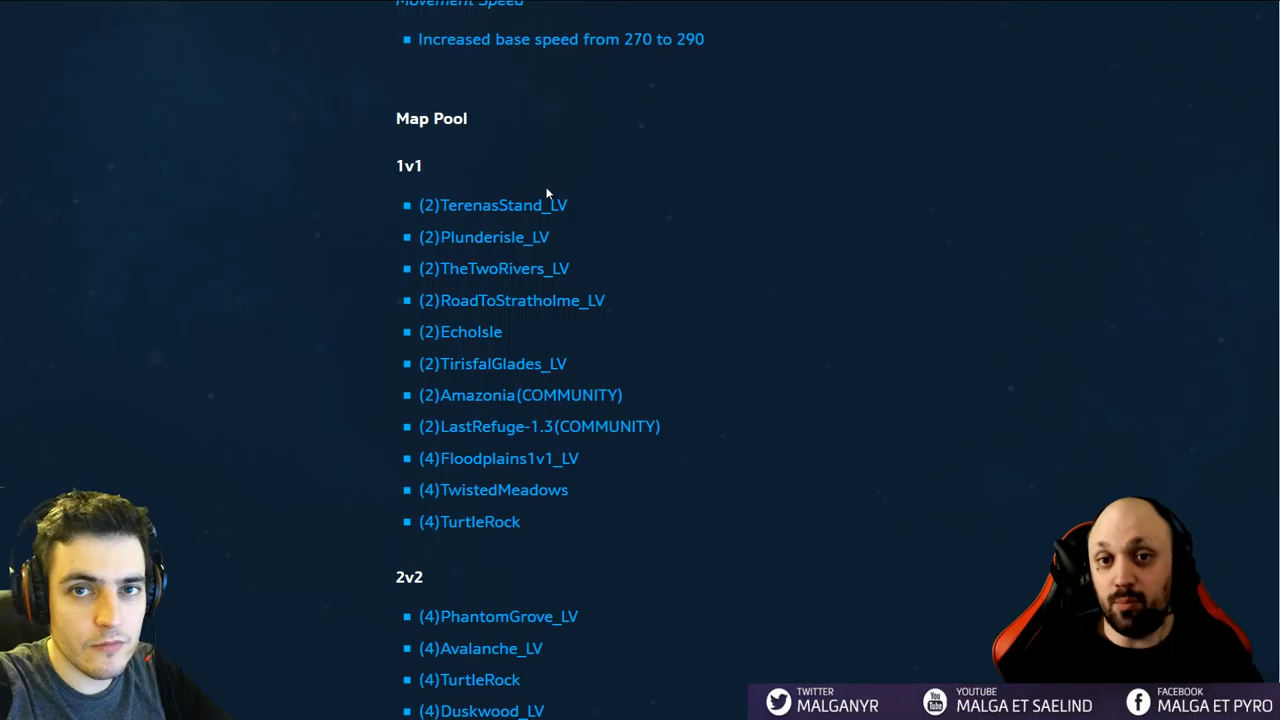 Movement Speed
Increased base speed from 270 to 290
Map Pool
1v1
(2)TerenasStand_LV
(2)Plunderisle_LV
(2)TheTwoRivers_LV
(2)RoadToStratholme_LV
(2)EchoIsle
(2)TirisfalGlades_LV
(2)Amazonia(COMMUNITY)
(2)LastRefuge-1.3(COMMUNITY)
(4)Floodplains1v1_LV
(4)TwistedMeadows
(4)TurtleRock
2v2
(4)PhantomGrove_LV
(4)Avalanche_LV
(4)TurtleRock
(4)Duskwood_LV
TWITTER
MALGANYR
You Tube
YOUTUBE
MALGA ET SAELIND
FACEBOOK
MALGA ET PYRO